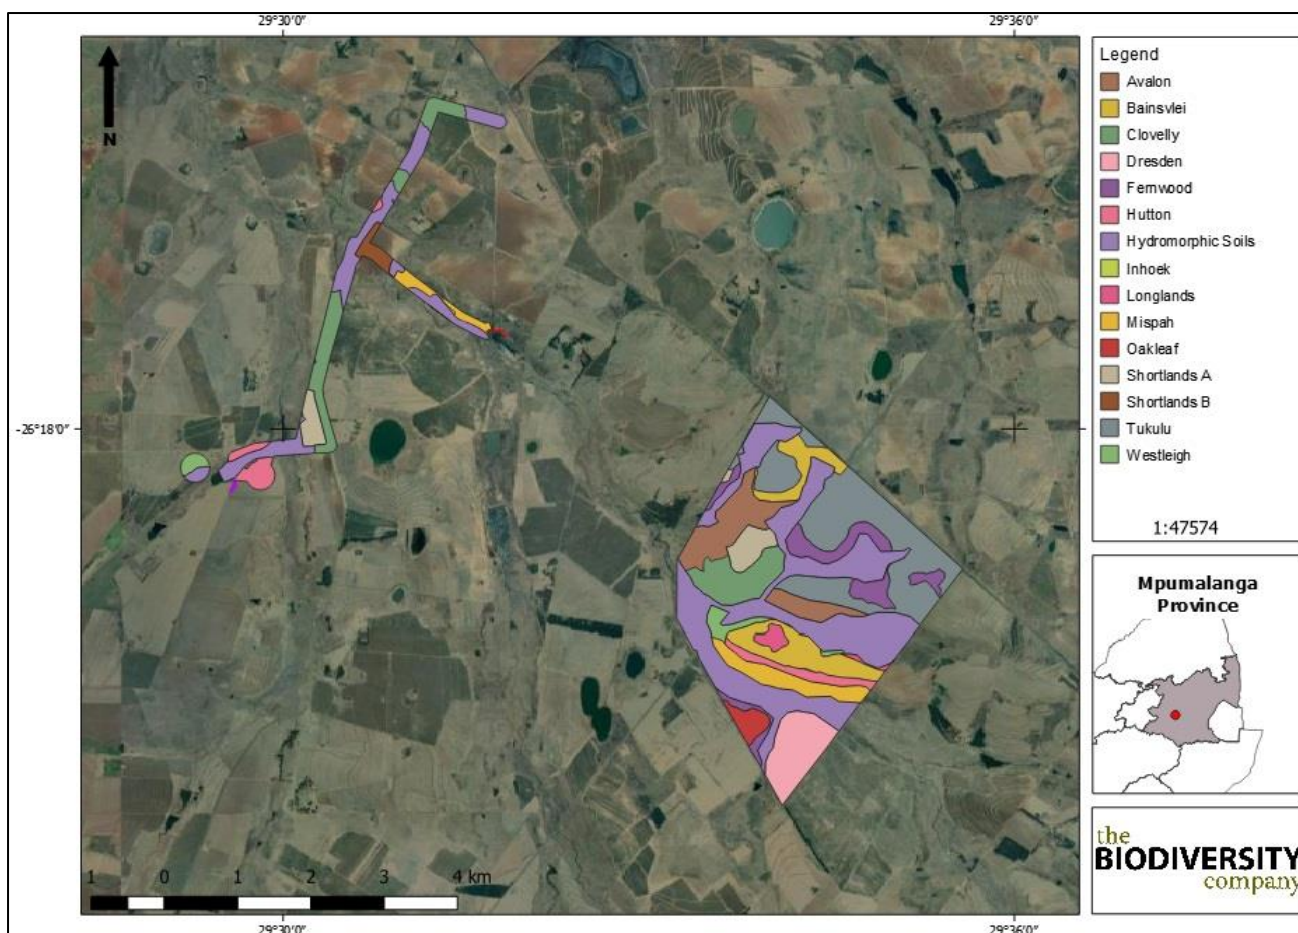 29°30'0"
29°36'0"
N
-26°18'0"
1 0 1 2 3 4 km
29°30'0"
29°36'0"
Legend
Avalon
Bainsvlei
Clovelly
Dresden
Fernwood
Hutton
Hydromorphic Soils
Inhoek
Longlands
Mispah
Oakleaf
Shortlands A
Shortlands B
Tukulu
Westleigh
1:47574
Mpumalanga
Province
the
BIODIVERSITY
company